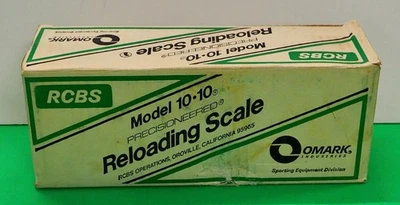 Model 10•10®
PRECISIONEERED®
Reloading Scale
OMARK
RCBS
RCBS
Model 10•10®
PRECISIONEERED®
Reloading Scale
RCBS OPERATIONS, OROVILLE, CALIFORNIA 95965
OMARK®
INDUSTRIES
Sporting Equipment Division